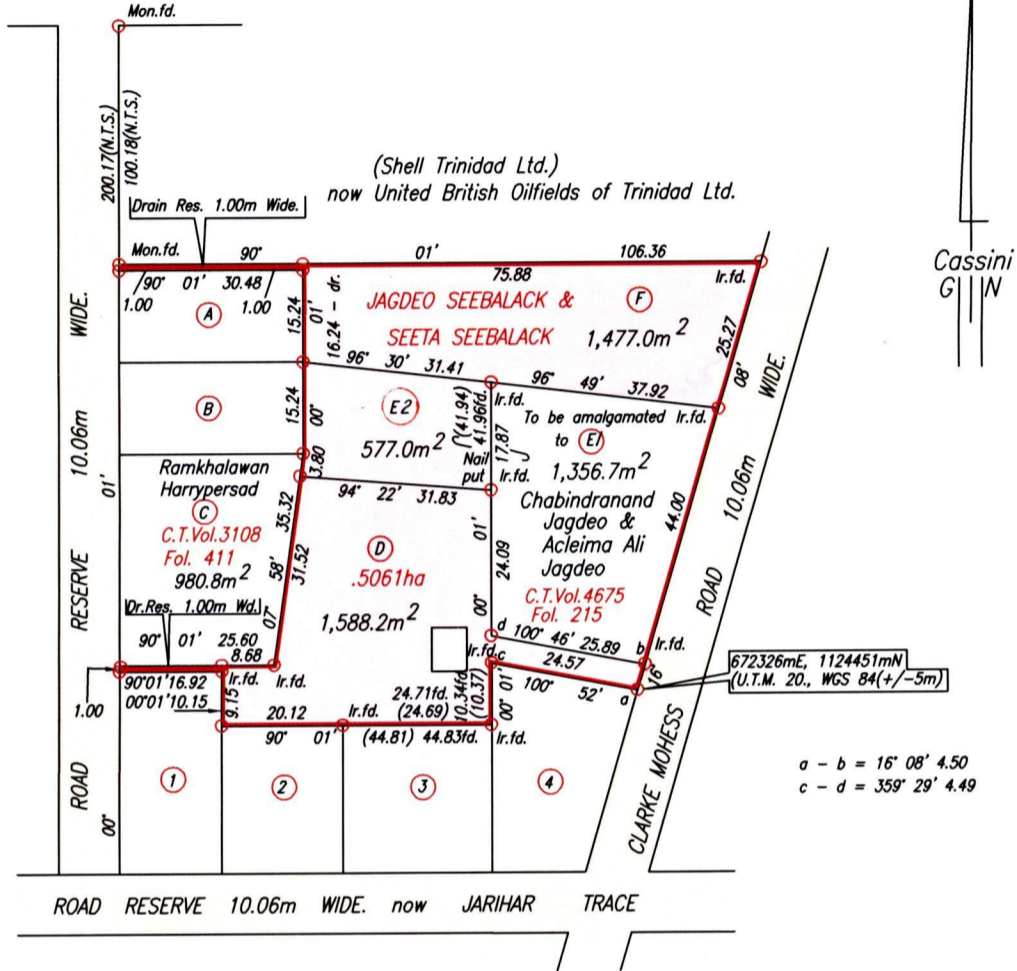 Mon.fd.
200.17(N.T.S.)
100.18(N.T.S.)
(Shell Trinidad Ltd.)
now United British Oilfields of Trinidad Ltd.
Cassini
G N
Drain Res. 1.00m Wide.
Mon.fd.
90°
01'
106.36
90° 01' 30.48
75.88
Ir.fd.
1.00
1.00
A
15.24
01'
16.24 - dr.
JAGDEO SEEBALACK &
SEETA SEEBALACK
F
1,477.0m2
25.27
08'
WIDE.
96° 30' 31.41
96° 49' 37.92
B
15.24
00°
E2
577.0m2
(41.94)
41.96fd.
17.87
Ir.fd.
Nail
put
Ir.fd.
To be amalgamated
to E1
Ir.fd.
1,356.7m2
3.80
94° 22' 31.83
Ramkhalawan
Harrypersad
C
C.T.Vol.3108
Fol. 411
980.8m2
35.32
58'
31.52
07°
D
.5061ha
1,588.2m2
01'
24.09
00°
Chabindranand
Jagdeo &
Acleima Ali
Jagdeo
C.T.Vol.4675
Fol. 215
44.00
10.06m
ROAD
WIDE.
10.06m
01'
RESERVE
ROAD
00°
Dr.Res. 1.00m Wd.
90° 01' 25.60
8.68
d
100° 46' 25.89
b
Ir.fd.
Ir.fd.
c
24.57
100° 52'
a
16°
672326mE, 1124451mN
(U.T.M. 20., WGS 84(+/-5m)
90°01'16.92
Ir.fd.
Ir.fd.
00°01'10.15
9.15
1.00
24.71fd.
(24.69)
10.34fd
(10.37)
00° 01'
20.12
Ir.fd.
90° 01'
(44.81) 44.83fd.
Ir.fd.
a - b = 16° 08' 4.50
c - d = 359° 29' 4.49
1
2
3
4
CLARKE MOHESS
ROAD RESERVE 10.06m WIDE. now JARIHAR TRACE